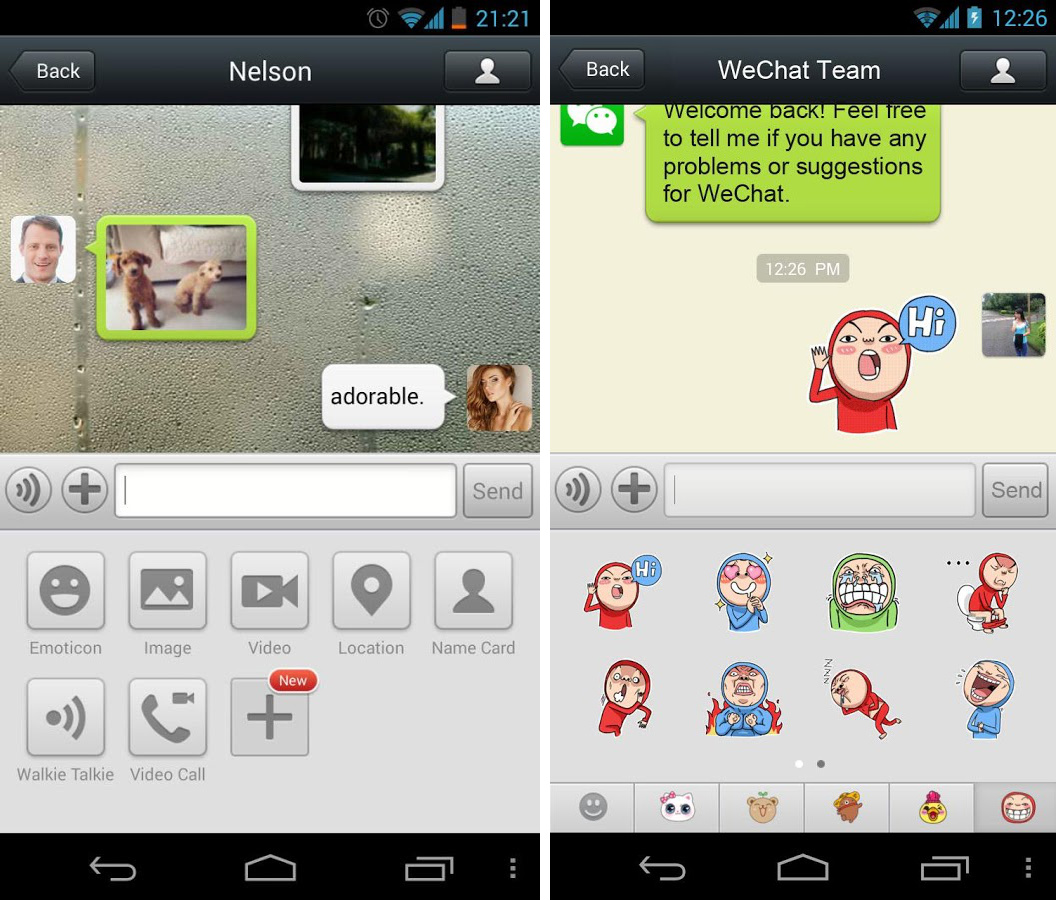 21:21
Back
Nelson
adorable.
Send
Emoticon
Image
Video
Location
Name Card
New
Walkie Talkie
Video Call
12:26
Back
WeChat Team
Welcome back! Feel free
to tell me if you have any
problems or suggestions
for WeChat.
12:26 PM
Hi
Send
Hi
...
ZZZ